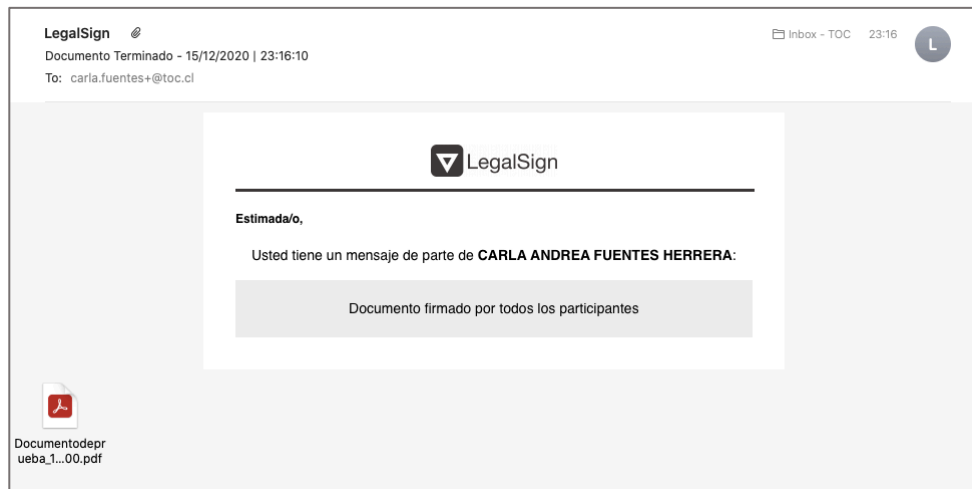 LegalSign
Inbox - TOC 23:16
L
Documento Terminado - 15/12/2020 | 23:16:10
To: carla.fuentes+@toc.cl
LegalSign
Estimada/o,
Usted tiene un mensaje de parte de CARLA ANDREA FUENTES HERRERA:
Documento firmado por todos los participantes
Documentodepr
ueba_1...00.pdf